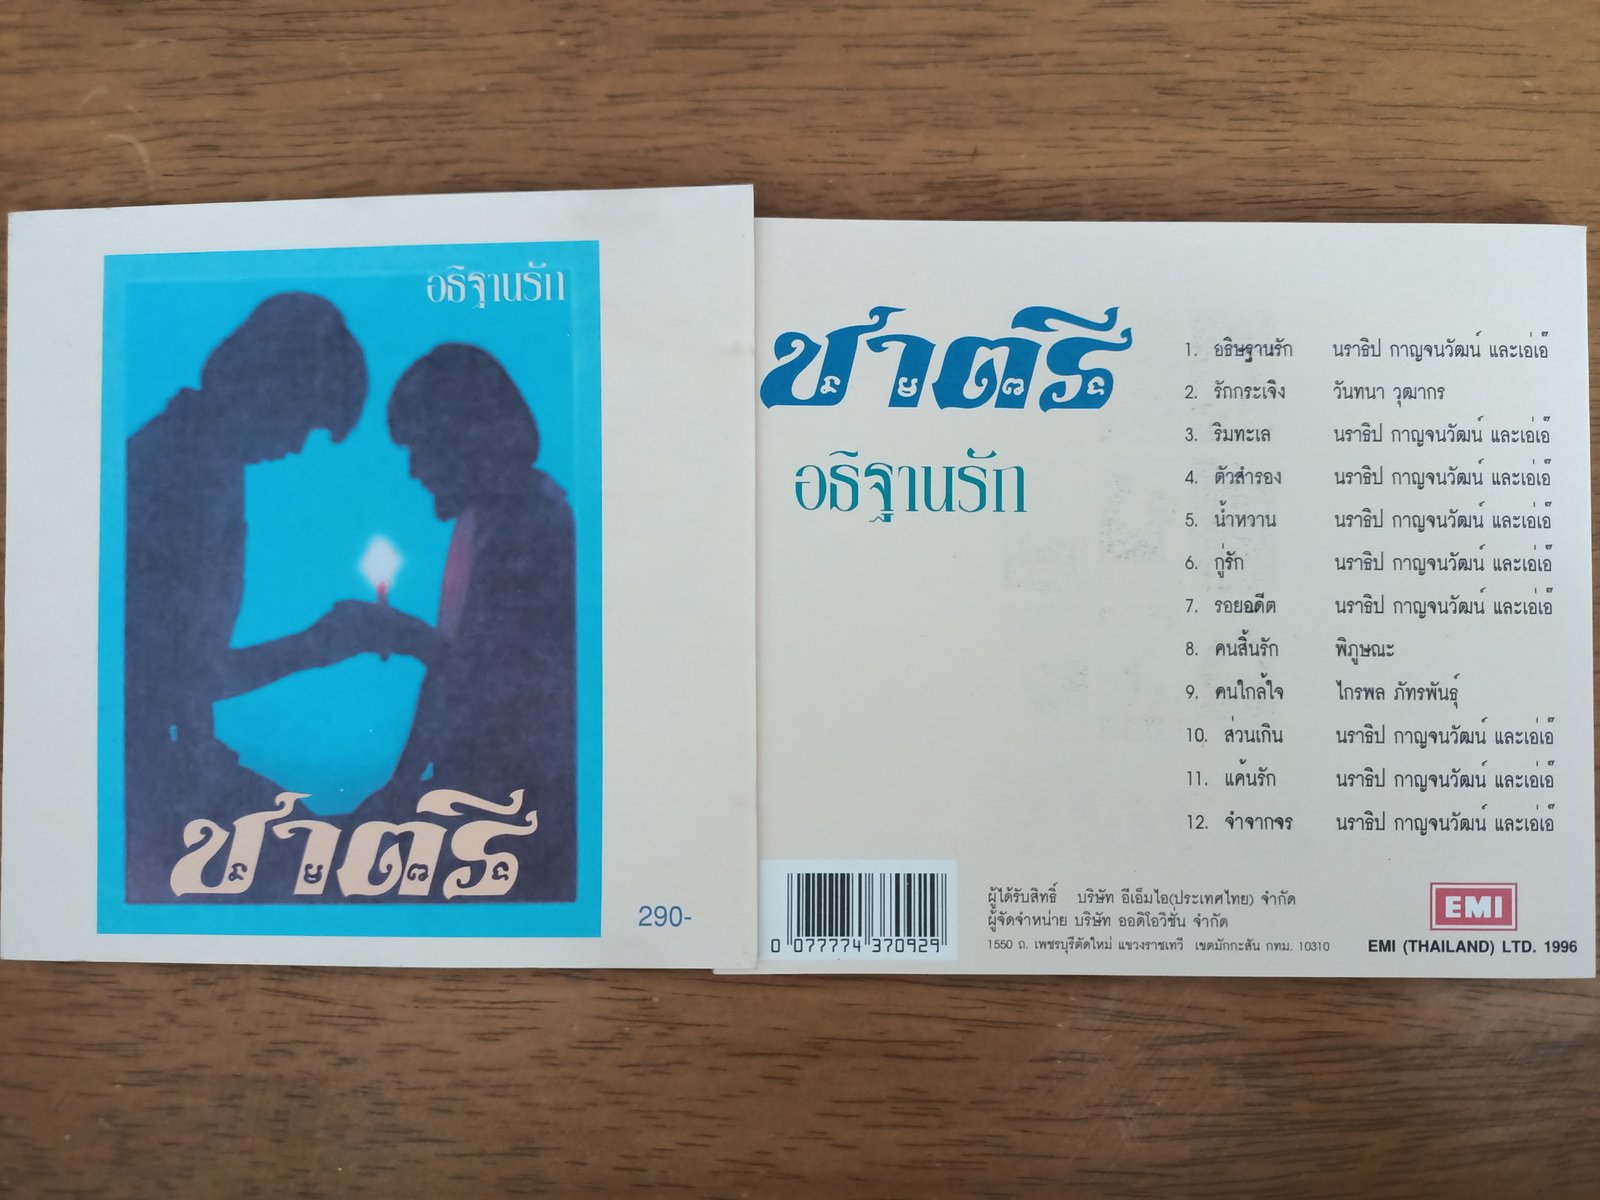 อธิฐานรัก
ชาตรี
290-
ชาตรี
อธิฐานรัก
1. อธิษฐานรัก นราธิป กาญจนวัฒน์ และเอ่เอ๊
2. รักกระเจิง วันทนา วุฒากร
3. ริมทะเล นราธิป กาญจนวัฒน์ และเอ่เอ๊
4. ตัวสำรอง นราธิป กาญจนวัฒน์ และเอ่เอ๊
5. น้ำหวาน นราธิป กาญจนวัฒน์ และเอ่เอ๊
6. กู่รัก นราธิป กาญจนวัฒน์ และเอ่เอ๊
7. รอยอดีต นราธิป กาญจนวัฒน์ และเอ่เอ๊
8. คนสิ้นรัก พิภูษณะ
9. คนใกล้ใจ ไกรพล ภัทรพันธุ์
10. ส่วนเกิน นราธิป กาญจนวัฒน์ และเอ่เอ๊
11. แค้นรัก นราธิป กาญจนวัฒน์ และเอ่เอ๊
12. จำจากจร นราธิป กาญจนวัฒน์ และเอ่เอ๊
0 077774 370929
ผู้ได้รับสิทธิ์ บริษัท อีเอ็มไอ(ประเทศไทย) จำกัด
ผู้จัดจำหน่าย บริษัท ออดิโอวิชั่น จำกัด
1550 ถ. เพชรบุรีตัดใหม่ แขวงราชเทวี เขตมักกะสัน กทม. 10310
EMI
EMI (THAILAND) LTD. 1996